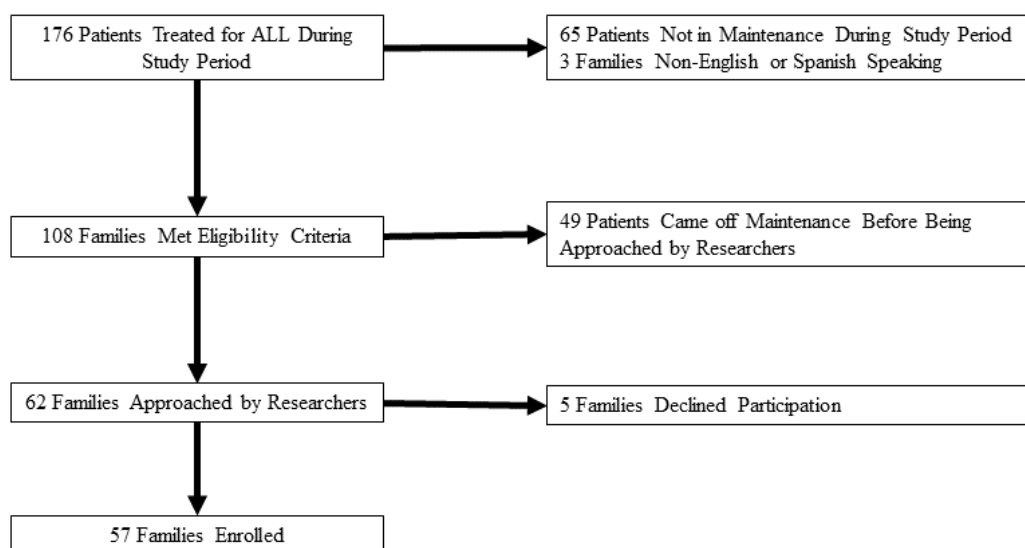 176 Patients Treated for ALL During
Study Period
65 Patients Not in Maintenance During Study Period
3 Families Non-English or Spanish Speaking
108 Families Met Eligibility Criteria
49 Patients Came off Maintenance Before Being
Approached by Researchers
62 Families Approached by Researchers
5 Families Declined Participation
57 Families Enrolled